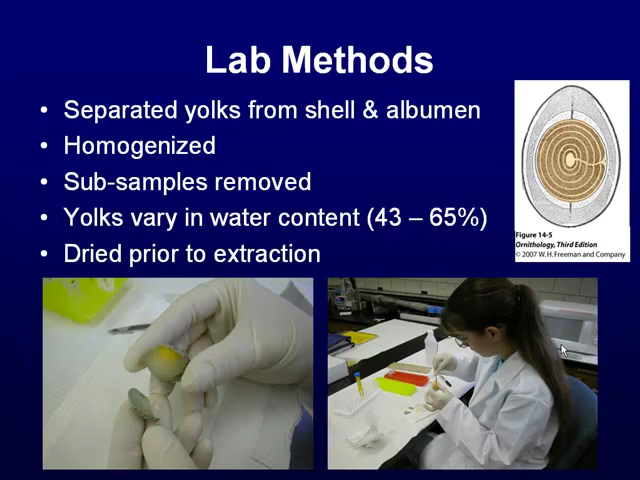 Lab Methods
• Separated yolks from shell & albumen
• Homogenized
• Sub-samples removed
• Yolks vary in water content (43 – 65%)
• Dried prior to extraction
Figure 14-5
Ornithology, Third Edition
© 2007 W. H. Freeman and Company